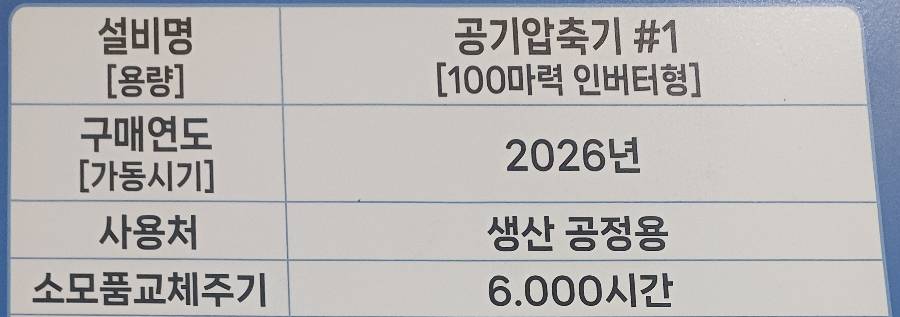 설비명
[용량]
공기압축기 #1
[100마력 인버터형]
구매연도
[가동시기]
2026년
사용처
생산 공정용
소모품교체주기
6.000시간